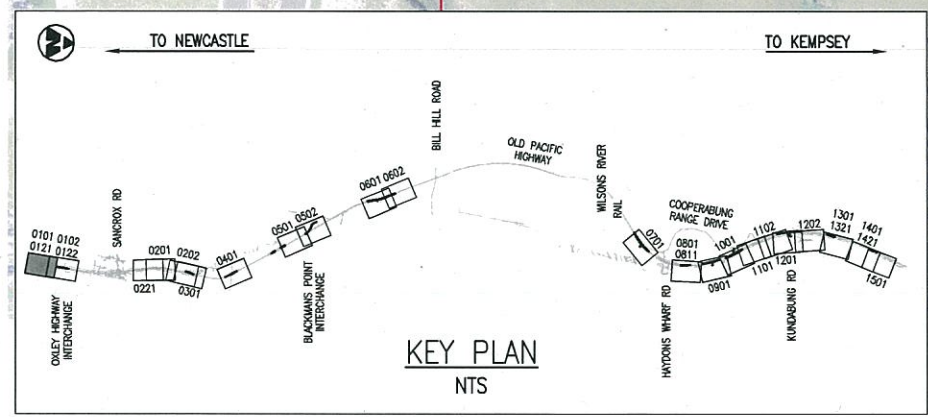 TO NEWCASTLE
TO KEMPSEY
0101 0102
0121 0122
OXLEY HIGHWAY
INTERCHANGE
SANCROX RD
0201
0202
0221
0301
0401
0501
0502
BLACKMANS POINT
INTERCHANGE
0601 0602
BILL HILL ROAD
OLD PACIFIC
HIGHWAY
WILSONS RIVER
RAIL
0701
COOPERABUNG
RANGE DRIVE
0801
0811
HAYDONS WHARF RD
1001
0901
1102
1101
1202
1201
KUNDABUNG RD
1301
1321
1401
1421
1501
KEY PLAN
NTS